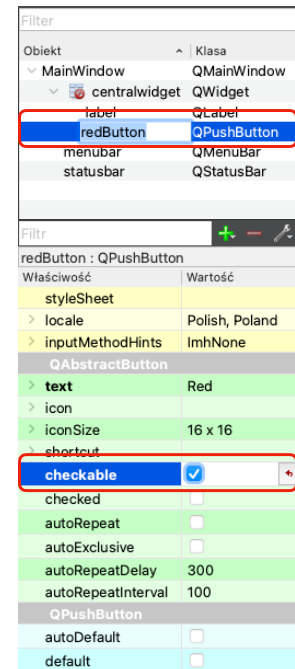 Filter
Obiekt Klasa
MainWindow QMainWindow
centralwidget QWidget
label QLabel
redButton QPushButton
menubar QMenuBar
statusbar QStatusBar
Filtr
redButton : QPushButton
Właściwość Wartość
styleSheet
locale Polish, Poland
inputMethodHints ImhNone
QAbstractButton
text Red
icon
iconSize 16 x 16
shortcut
checkable
checked
autoRepeat
autoExclusive
autoRepeatDelay 300
autoRepeatInterval 100
QPushButton
autoDefault
default